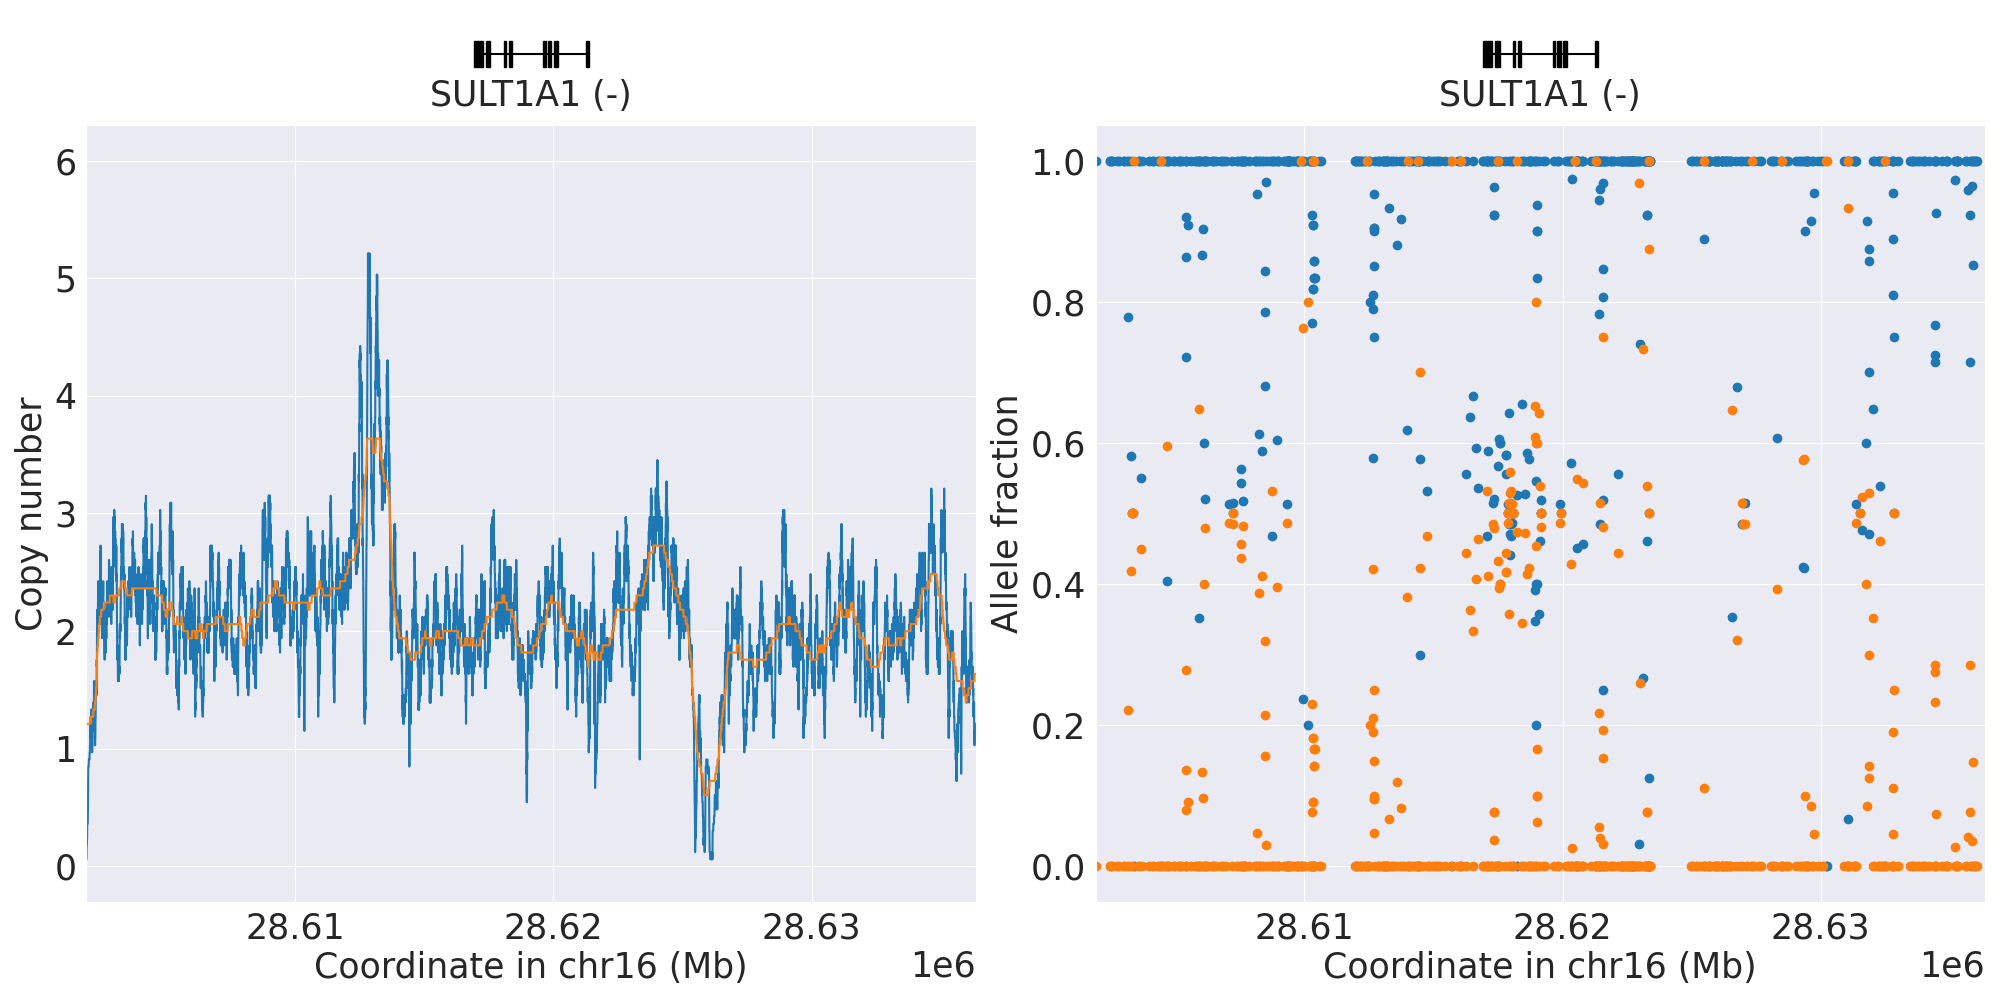 SULT1A1 (-)
Copy number
6
5
4
3
2
1
0
28.61
28.62
28.63
Coordinate in chr16 (Mb)
1e6
SULT1A1 (-)
Allele fraction
1.0
0.8
0.6
0.4
0.2
0.0
28.61
28.62
28.63
Coordinate in chr16 (Mb)
1e6